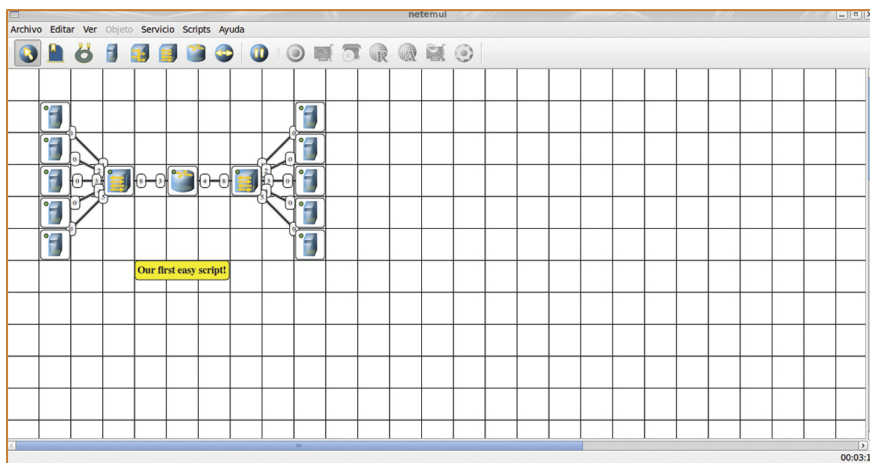 netemul
Archivo Editar Ver Objeto Servicio Scripts Ayuda
Our first easy script!
00:03:1